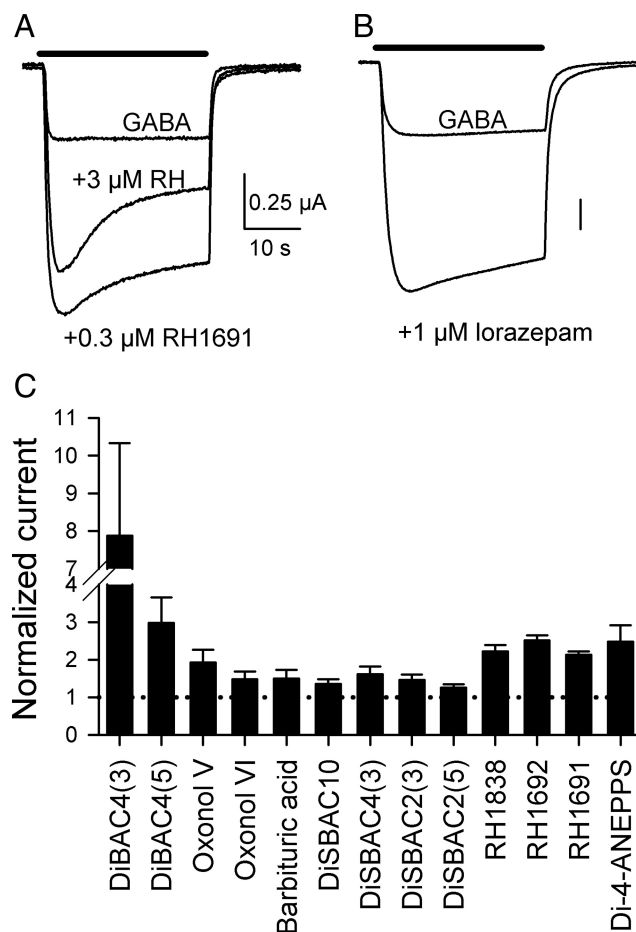 A
B
GABA
GABA
+3 µM RH
0.25 µA
10 s
+0.3 µM RH1691
+1 µM lorazepam
C
Normalized current
11
10
9
8
7
4
3
2
1
0
DiBAC4(3)
DiBAC4(5)
Oxonol V
Oxonol VI
Barbituric acid
DiSBAC10
DiSBAC4(3)
DiSBAC2(3)
DiSBAC2(5)
RH1838
RH1692
RH1691
Di-4-ANEPPS